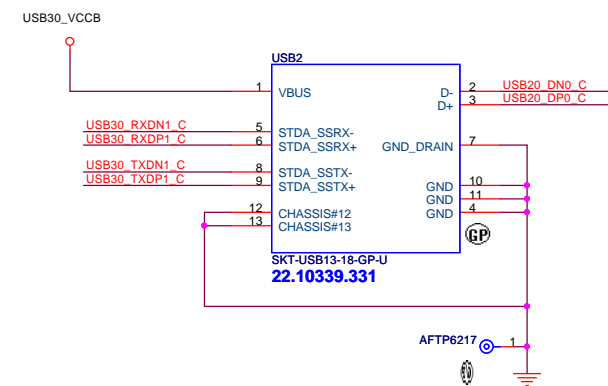 USB30_VCCB
USB2
1 VBUS
D- 2 USB20_DN0_C
D+ 3 USB20_DP0_C
USB30_RXDN1_C 5 STDA_SSRX-
USB30_RXDP1_C 6 STDA_SSRX+
GND_DRAIN 7
USB30_TXDN1_C 8 STDA_SSTX-
USB30_TXDP1_C 9 STDA_SSTX+
GND 10
GND 11
GND 4
12 CHASSIS#12
13 CHASSIS#13
GP
SKT-USB13-18-GP-U
22.10339.331
AFTP6217 1